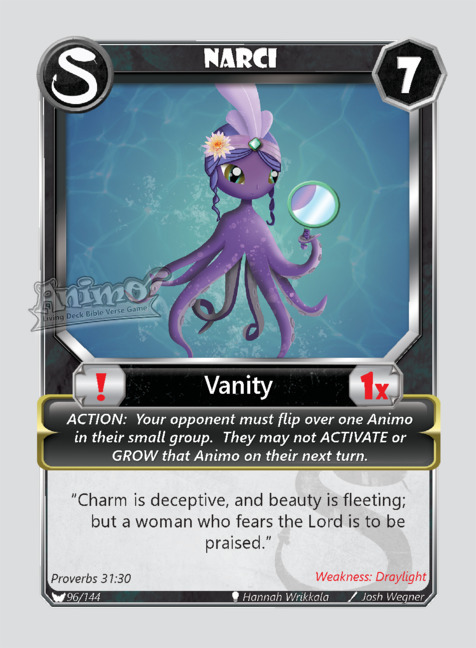 NARCI
S
7
Animos
Living Deck Bible Verse Game
!
Vanity
1x
ACTION: Your opponent must flip over one Animo
in their small group. They may not ACTIVATE or
GROW that Animo on their next turn.
"Charm is deceptive, and beauty is fleeting;
but a woman who fears the Lord is to be
praised."
Proverbs 31:30
Weakness: Draylight
96/144
Hannah Wrikkala
Josh Wegner